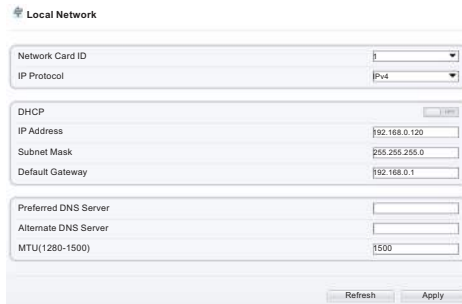 Local Network
Network Card ID 1
IP Protocol IPv4
DHCP OFF
IP Address 192.168.0.120
Subnet Mask 255.255.255.0
Default Gateway 192.168.0.1
Preferred DNS Server
Alternate DNS Server
MTU(1280-1500) 1500
Refresh Apply